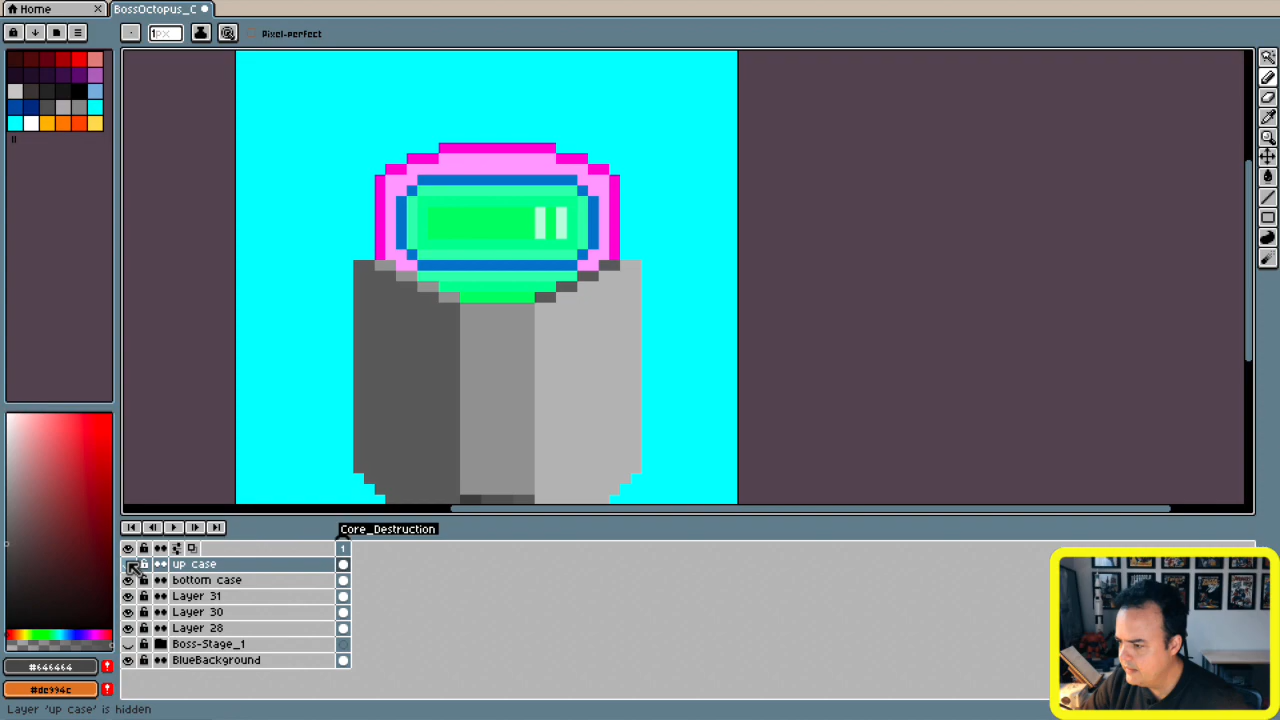 Home
BossOctopus_C
1px
Pixel-perfect
Core_Destruction
1
up case
bottom case
Layer 31
Layer 30
Layer 28
Boss-Stage_1
BlueBackground
#646464
#de994c
Layer 'up case' is hidden